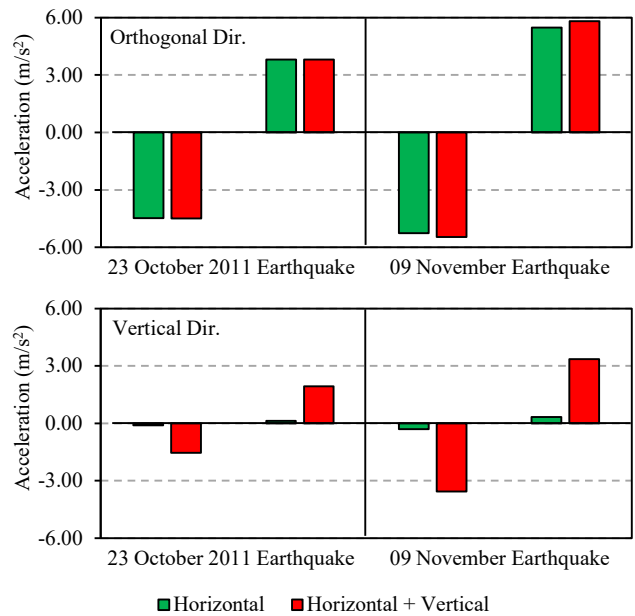 Acceleration (m/s²)
6.00
3.00
0.00
-3.00
-6.00
Orthogonal Dir.
23 October 2011 Earthquake
09 November Earthquake
Acceleration (m/s²)
6.00
3.00
0.00
-3.00
-6.00
Vertical Dir.
23 October 2011 Earthquake
09 November Earthquake
Horizontal
Horizontal + Vertical